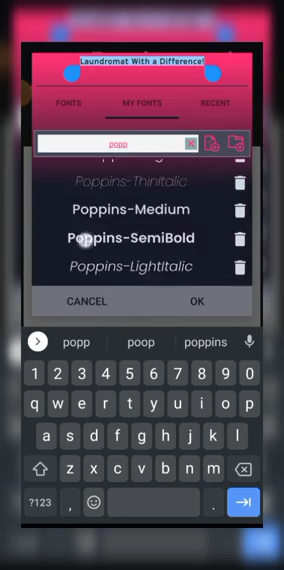 Laundromat With a Difference!
FONTS MY FONTS RECENT
popp
Poppins-ThinItalic
Poppins-Medium
Poppins-SemiBold
Poppins-LightItalic
CANCEL OK
popp poop poppins
1 2 3 4 5 6 7 8 9 0
q w e r t y u i o p
a s d f g h j k l
z x c v b n m
?123 , .